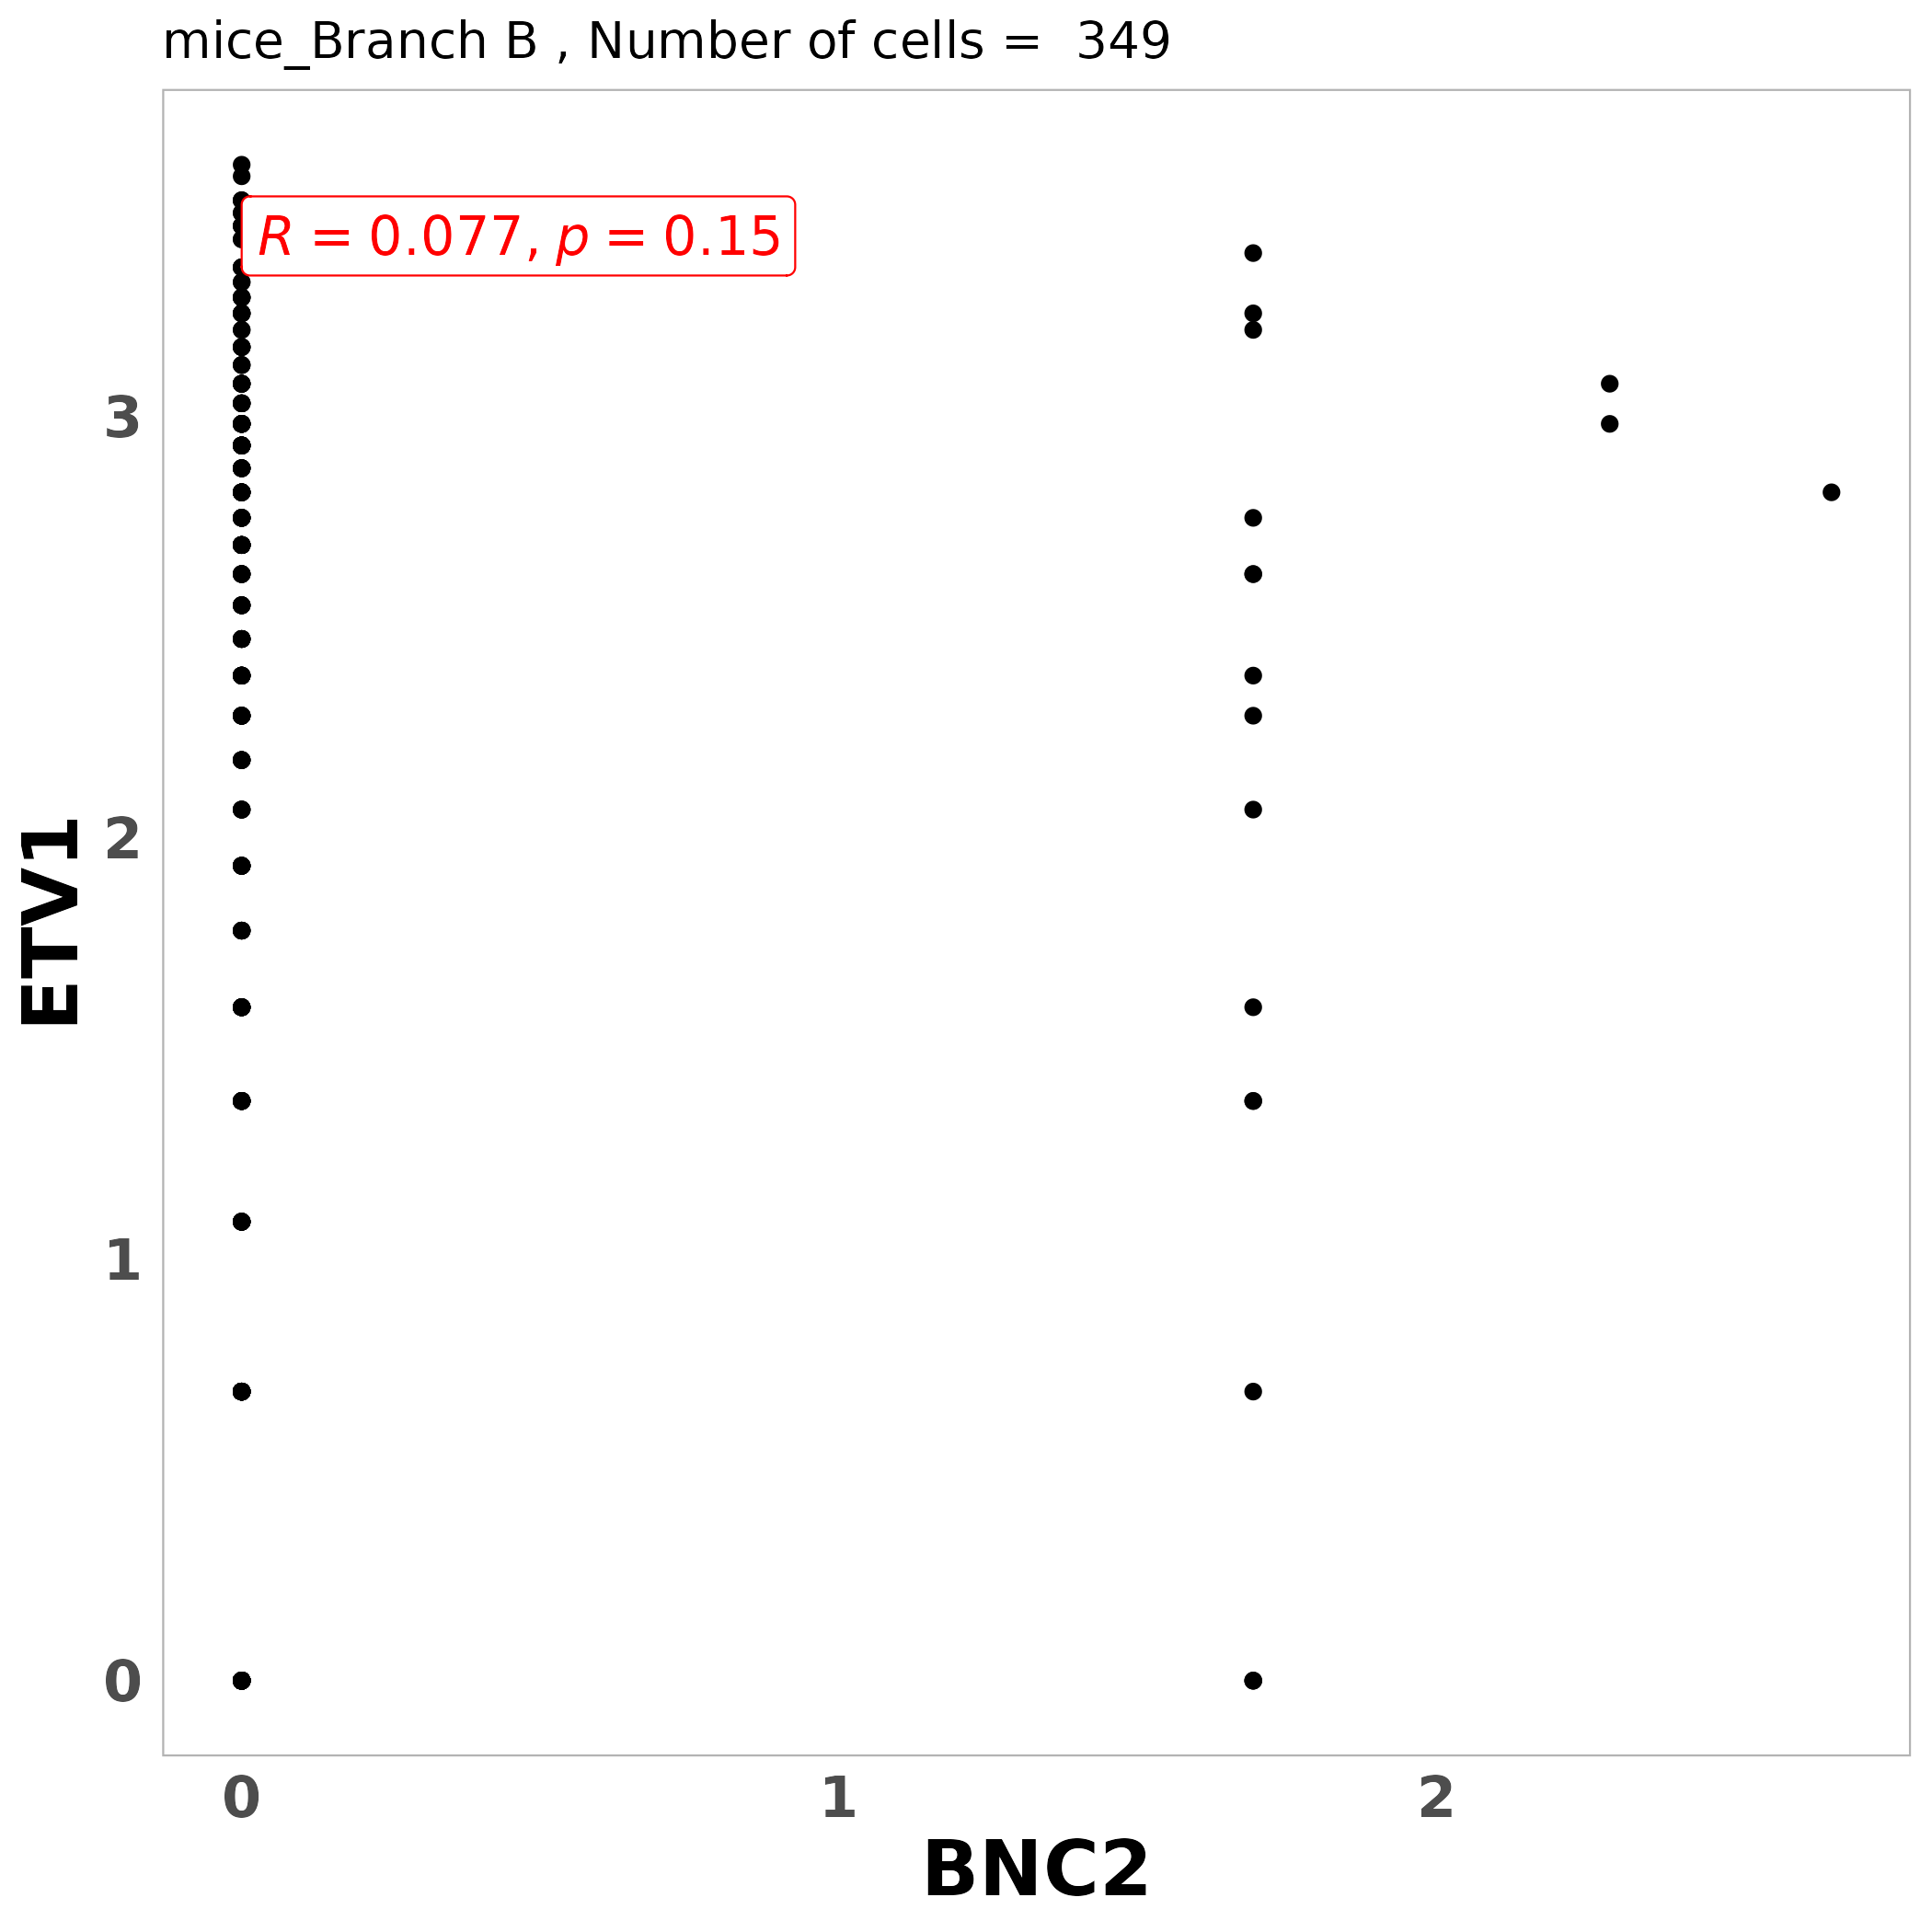 mice_Branch B , Number of cells =  349
R = 0.077, p = 0.15
3
2
1
0
ETV1
0 1 2
BNC2